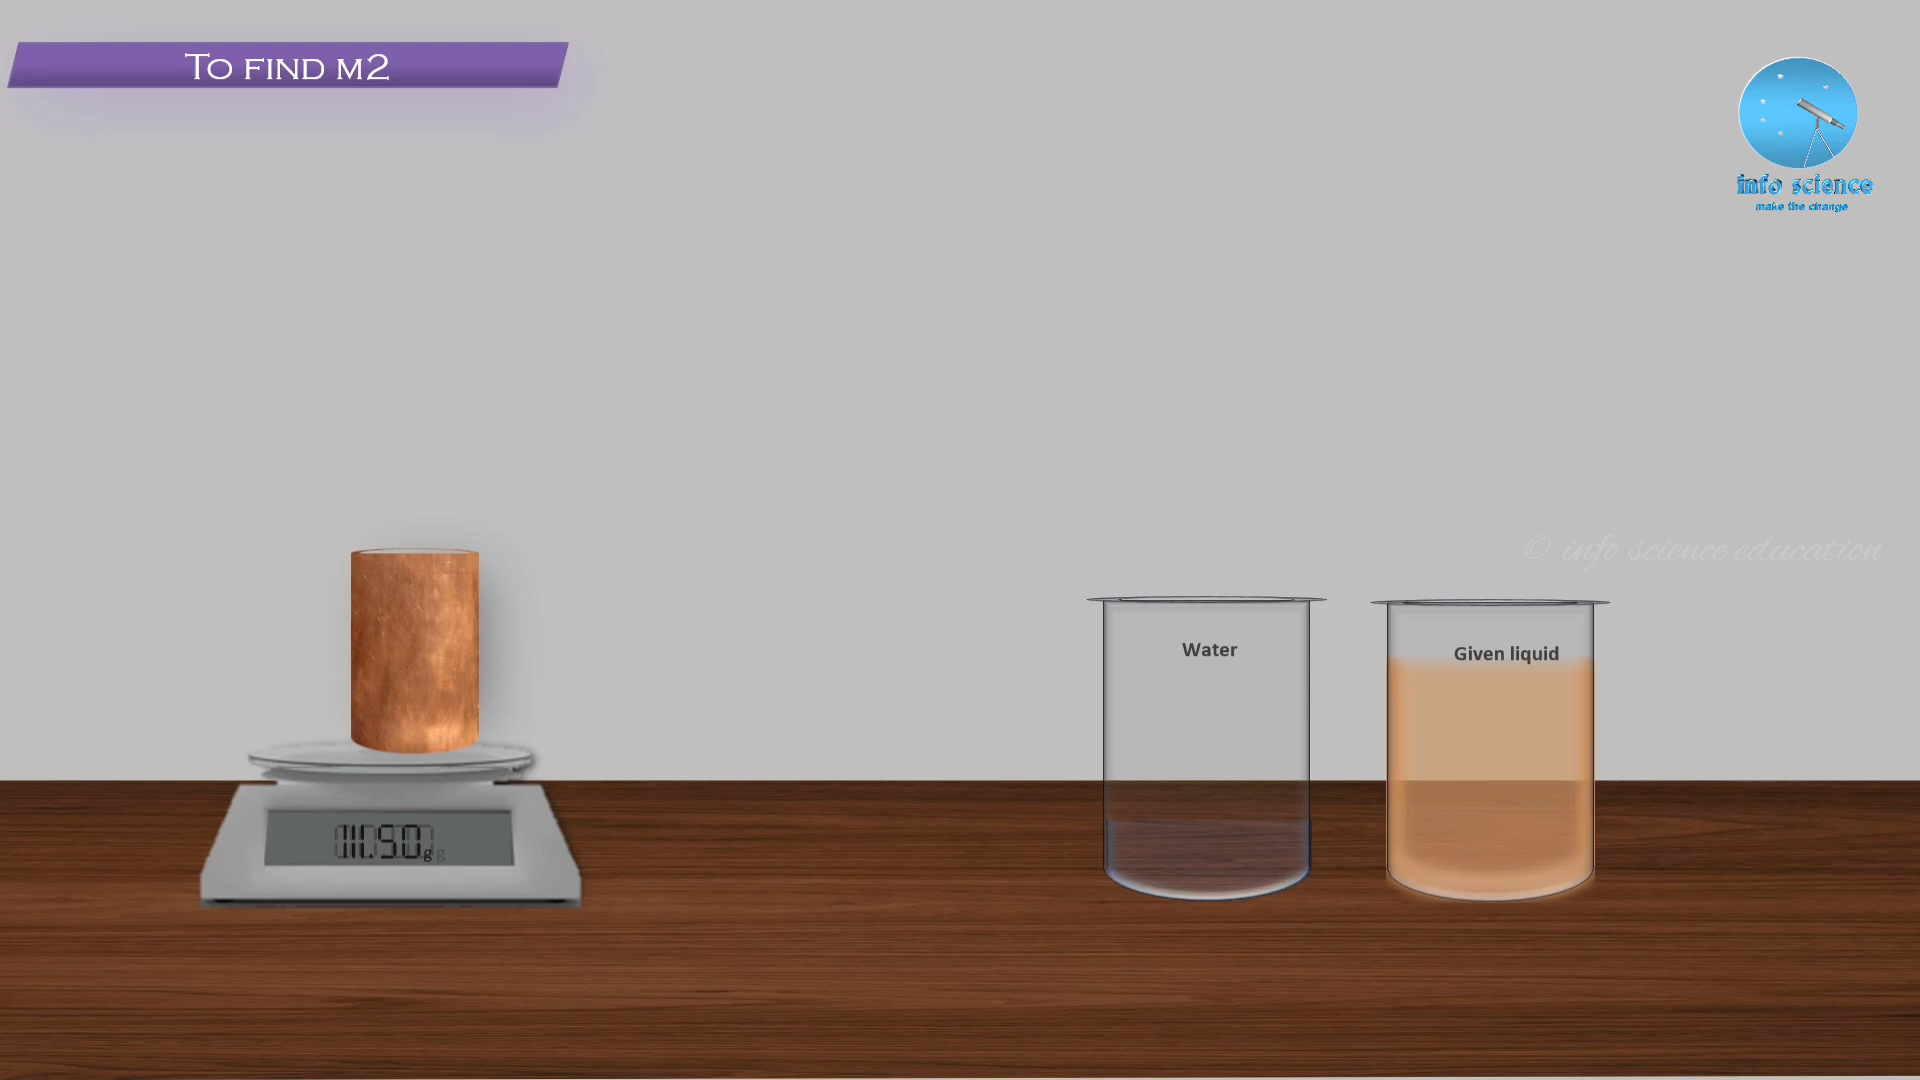 TO FIND M2
info science
make the change
© info science education
Water
Given liquid
111.50g g